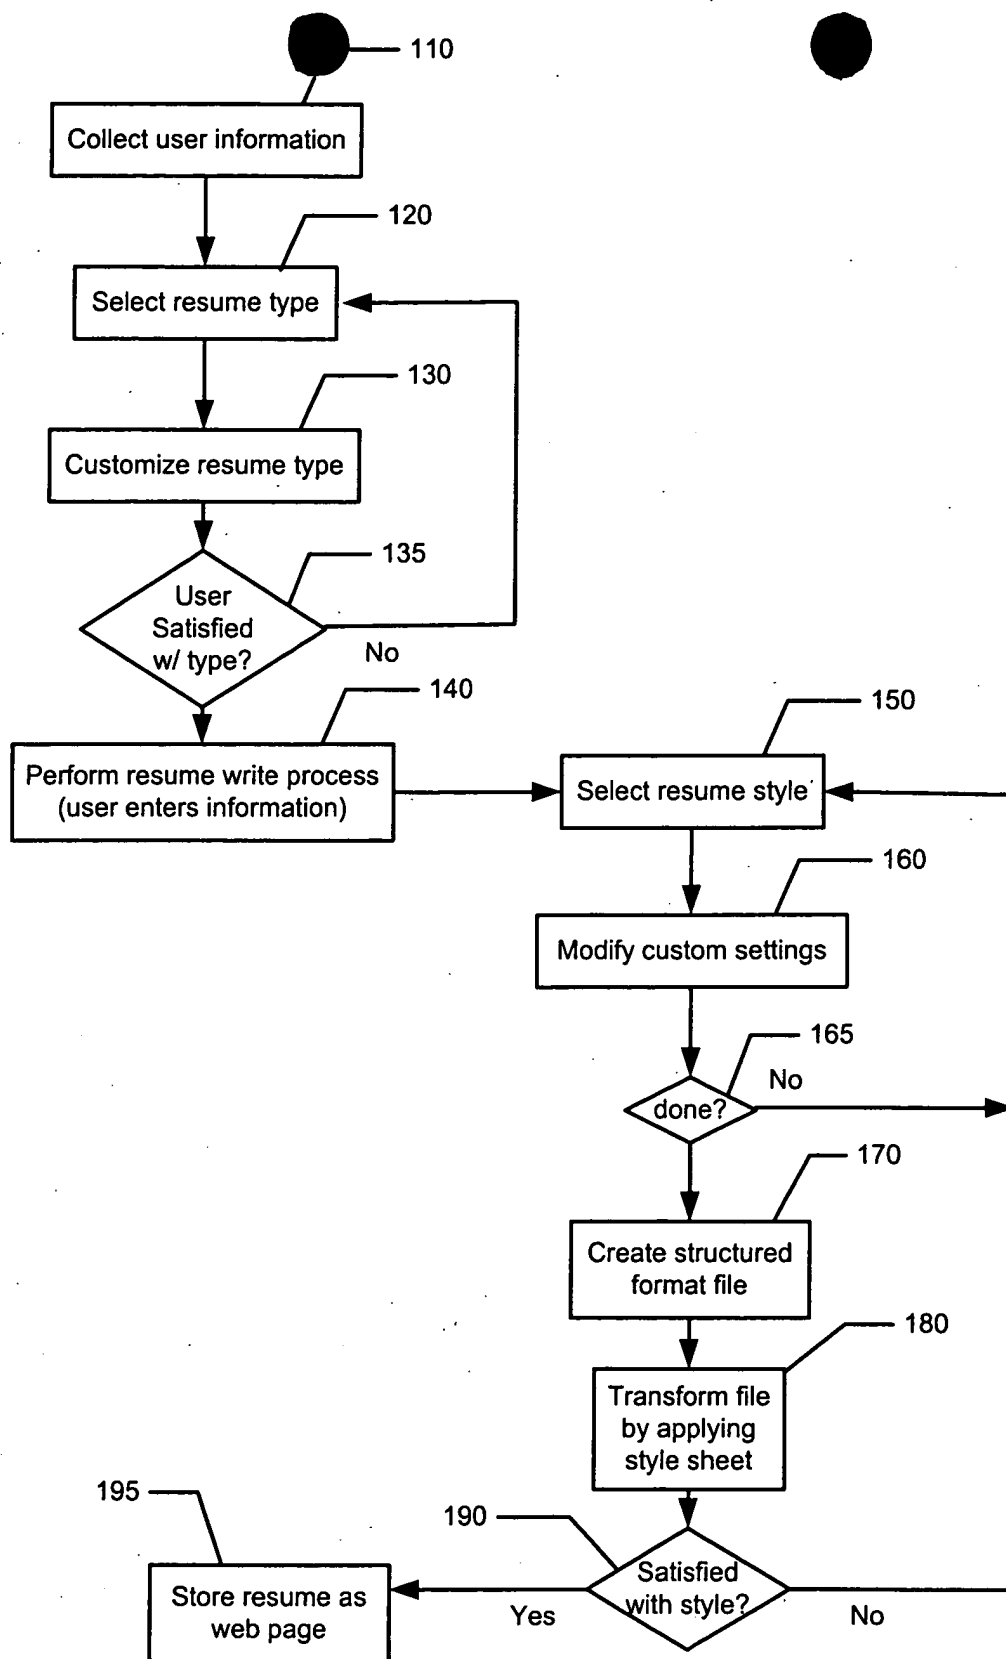 110
Collect user information
120
Select resume type
130
Customize resume type
135
User
Satisfied
w/ type?
No
140
Perform resume write process
(user enters information)
150
Select resume style
160
Modify custom settings
165
done?
No
170
Create structured
format file
180
Transform file
by applying
style sheet
190
Satisfied
with style?
Yes
No
195
Store resume as
web page